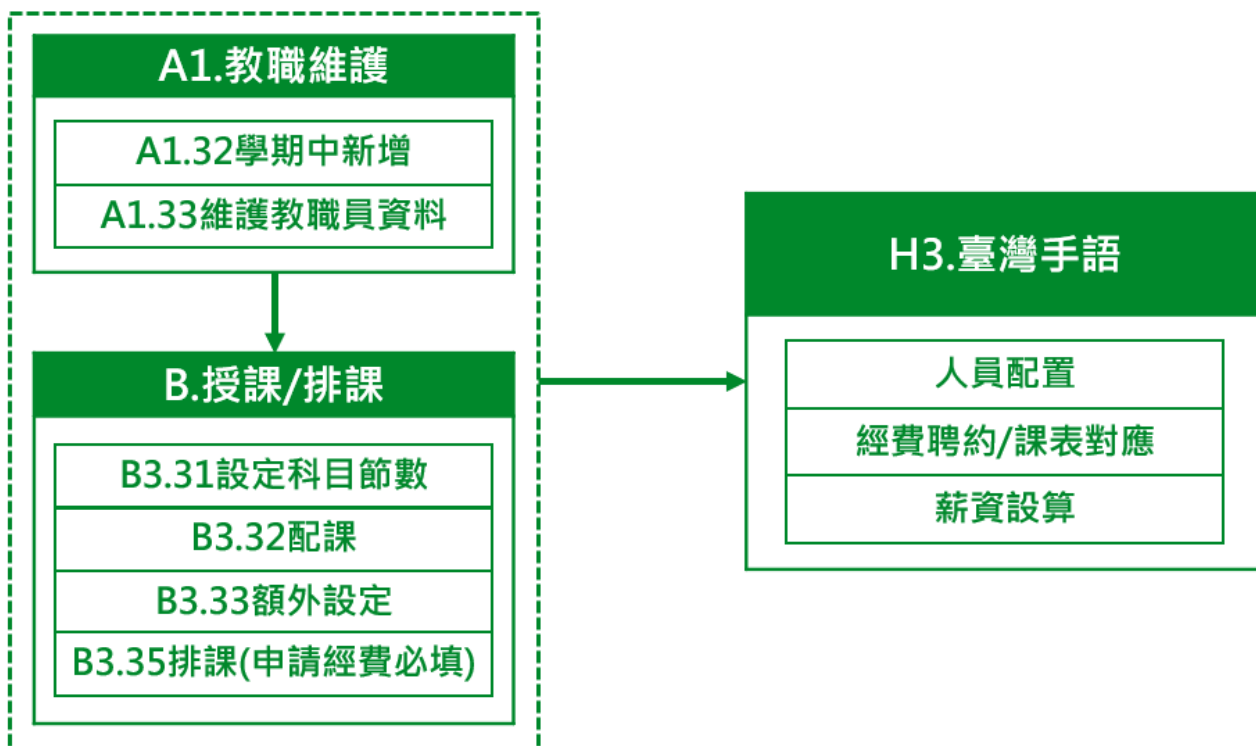 A1.教職維護
A1.32學期中新增
A1.33維護教職員資料
B.授課/排課
B3.31設定科目節數
B3.32配課
B3.33額外設定
B3.35排課(申請經費必填)
H3.臺灣手語
人員配置
經費聘約/課表對應
薪資設算